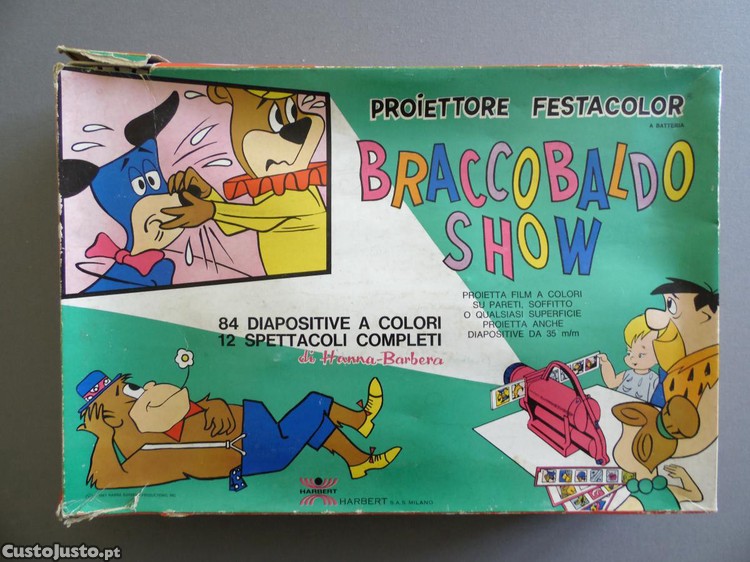 PROIETTORE FESTACOLOR
A BATTERIA
BRACCOBALDO
SHOW
PROIETTA FILM A COLORI
SU PARETI, SOFFITTO
O QUALSIASI SUPERFICIE
PROIETTA ANCHE
DIAPOSITIVE DA 35 m/m
84 DIAPOSITIVE A COLORI
12 SPETTACOLI COMPLETI
di Hanna-Barbera
HARBERT
HARBERT S.A.S. MILANO
CustoJusto.pt